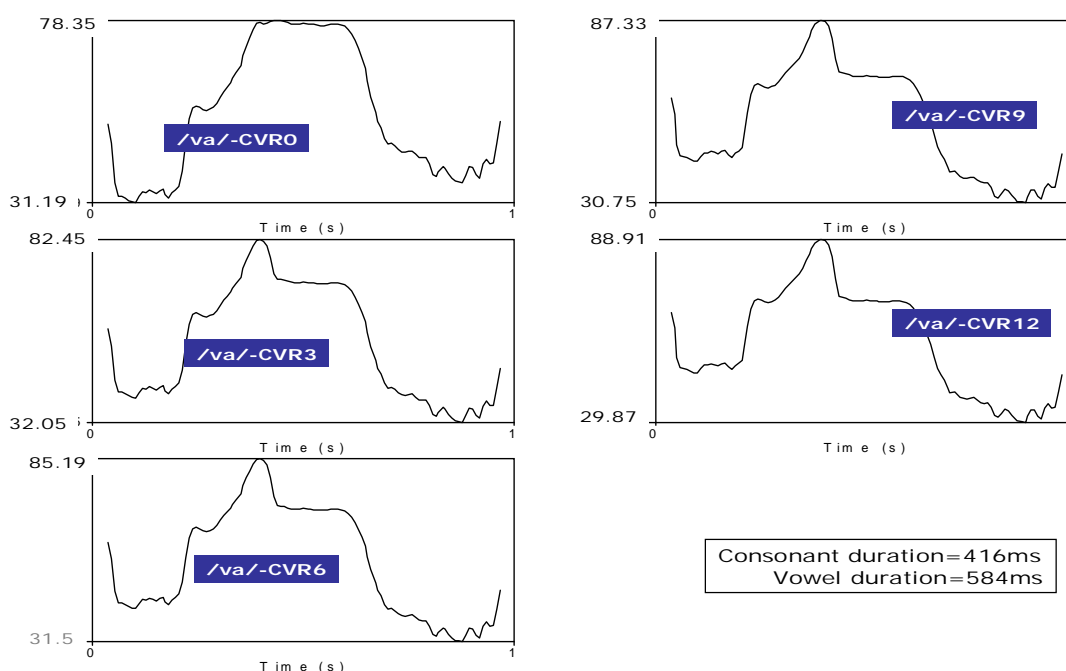 78.35
/va/-CVR0
31.19
0
1
Time (s)
82.45
/va/-CVR3
32.05
0
1
Time (s)
85.19
/va/-CVR6
31.5
0
1
Time (s)
87.33
/va/-CVR9
30.75
0
Time (s)
88.91
/va/-CVR12
29.87
0
Time (s)
Consonant duration=416ms
Vowel duration=584ms